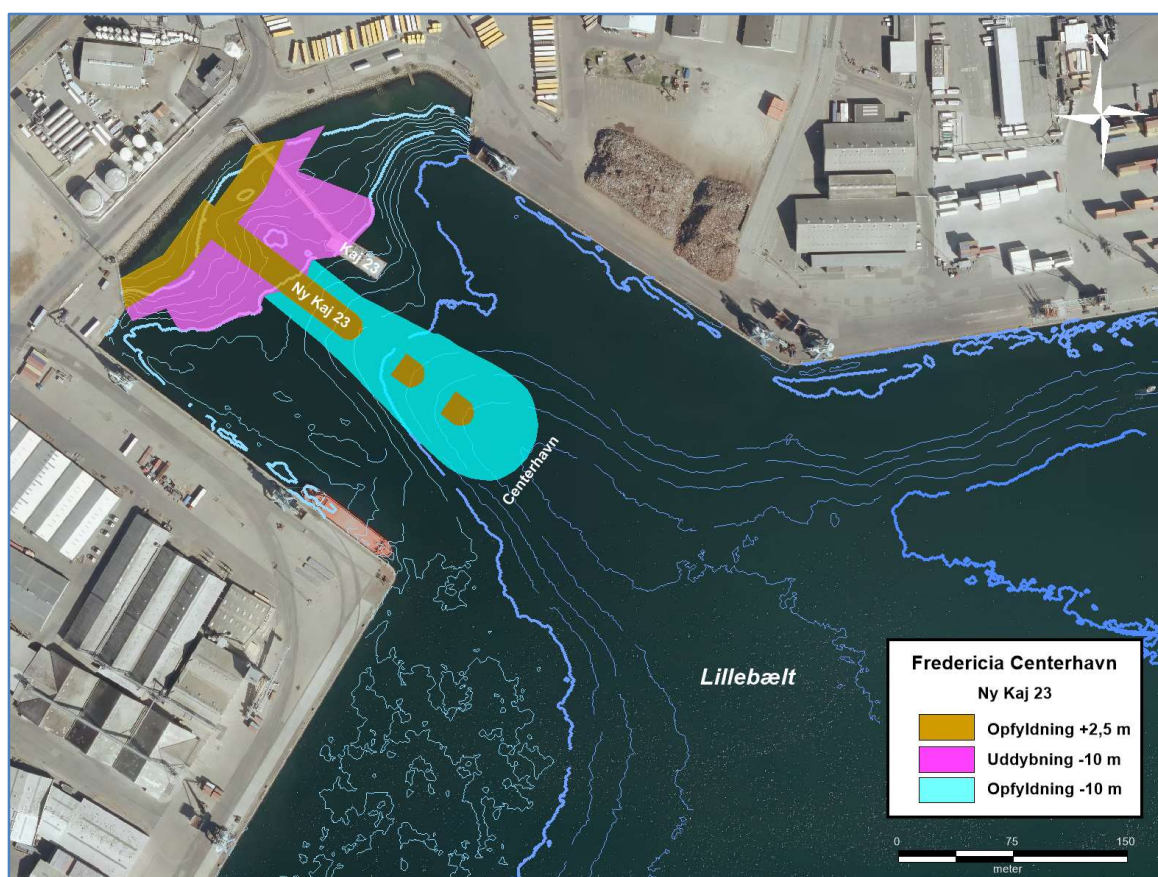 N
Kaj 23
Ny Kaj 23
Centerhavn
Lillebælt
Fredericia Centerhavn
Ny Kaj 23
Opfyldning +2,5 m
Uddybning -10 m
Opfyldning -10 m
0 75 150
meter